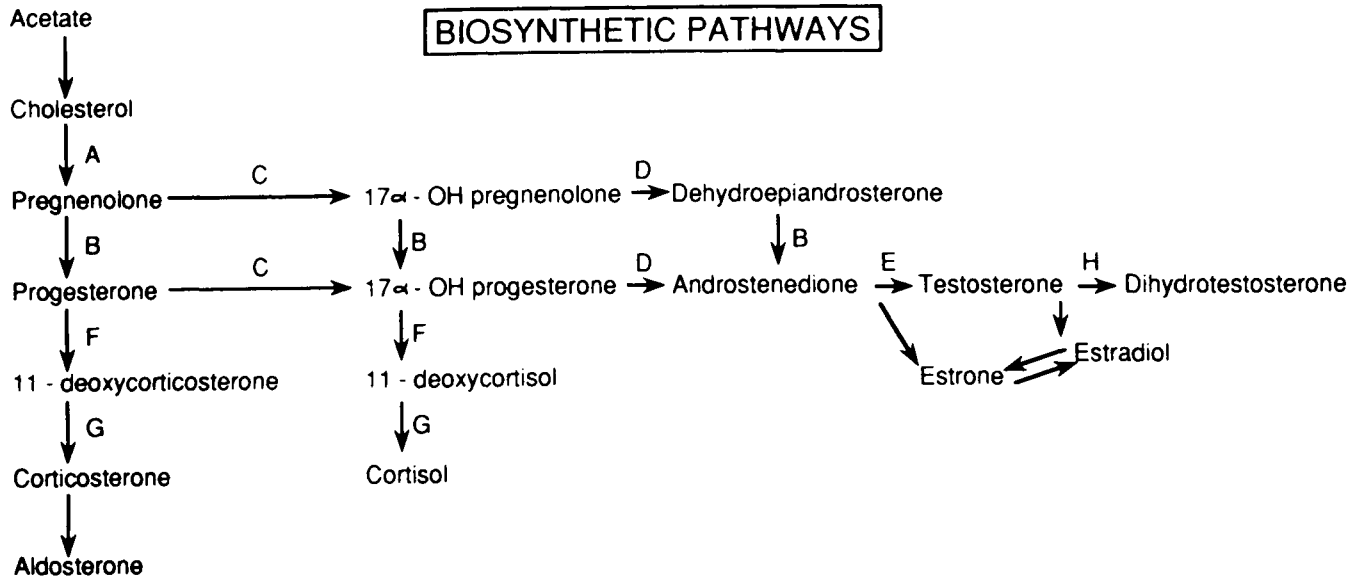 BIOSYNTHETIC PATHWAYS
Acetate
Cholesterol
A
C
D
Pregnenolone
17α - OH pregnenolone
Dehydroepiandrosterone
B
B
B
C
D
E
H
Progesterone
17α - OH progesterone
Androstenedione
Testosterone
Dihydrotestosterone
F
F
Estradiol
Estrone
11 - deoxycorticosterone
11 - deoxycortisol
G
G
Corticosterone
Cortisol
Aldosterone